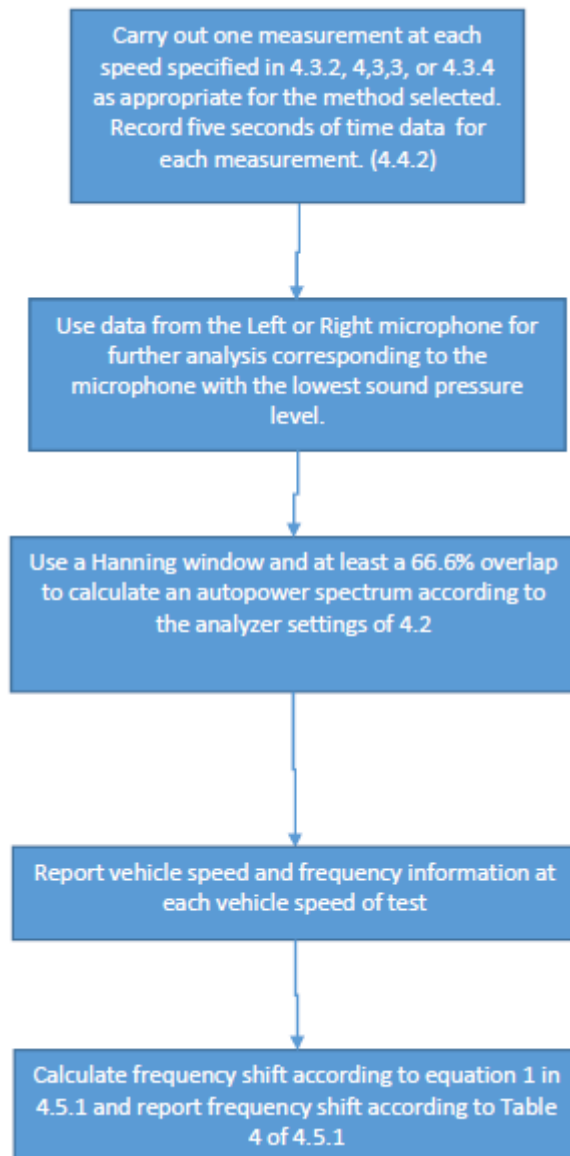 Carry out one measurement at each
speed specified in 4.3.2, 4,3,3, or 4.3.4
as appropriate for the method selected.
Record five seconds of time data for
each measurement. (4.4.2)
Use data from the Left or Right microphone for
further analysis corresponding to the
microphone with the lowest sound pressure
level.
Use a Hanning window and at least a 66.6% overlap
to calculate an autopower spectrum according to
the analyzer settings of 4.2
Report vehicle speed and frequency information at
each vehicle speed of test
Calculate frequency shift according to equation 1 in
4.5.1 and report frequency shift according to Table
4 of 4.5.1